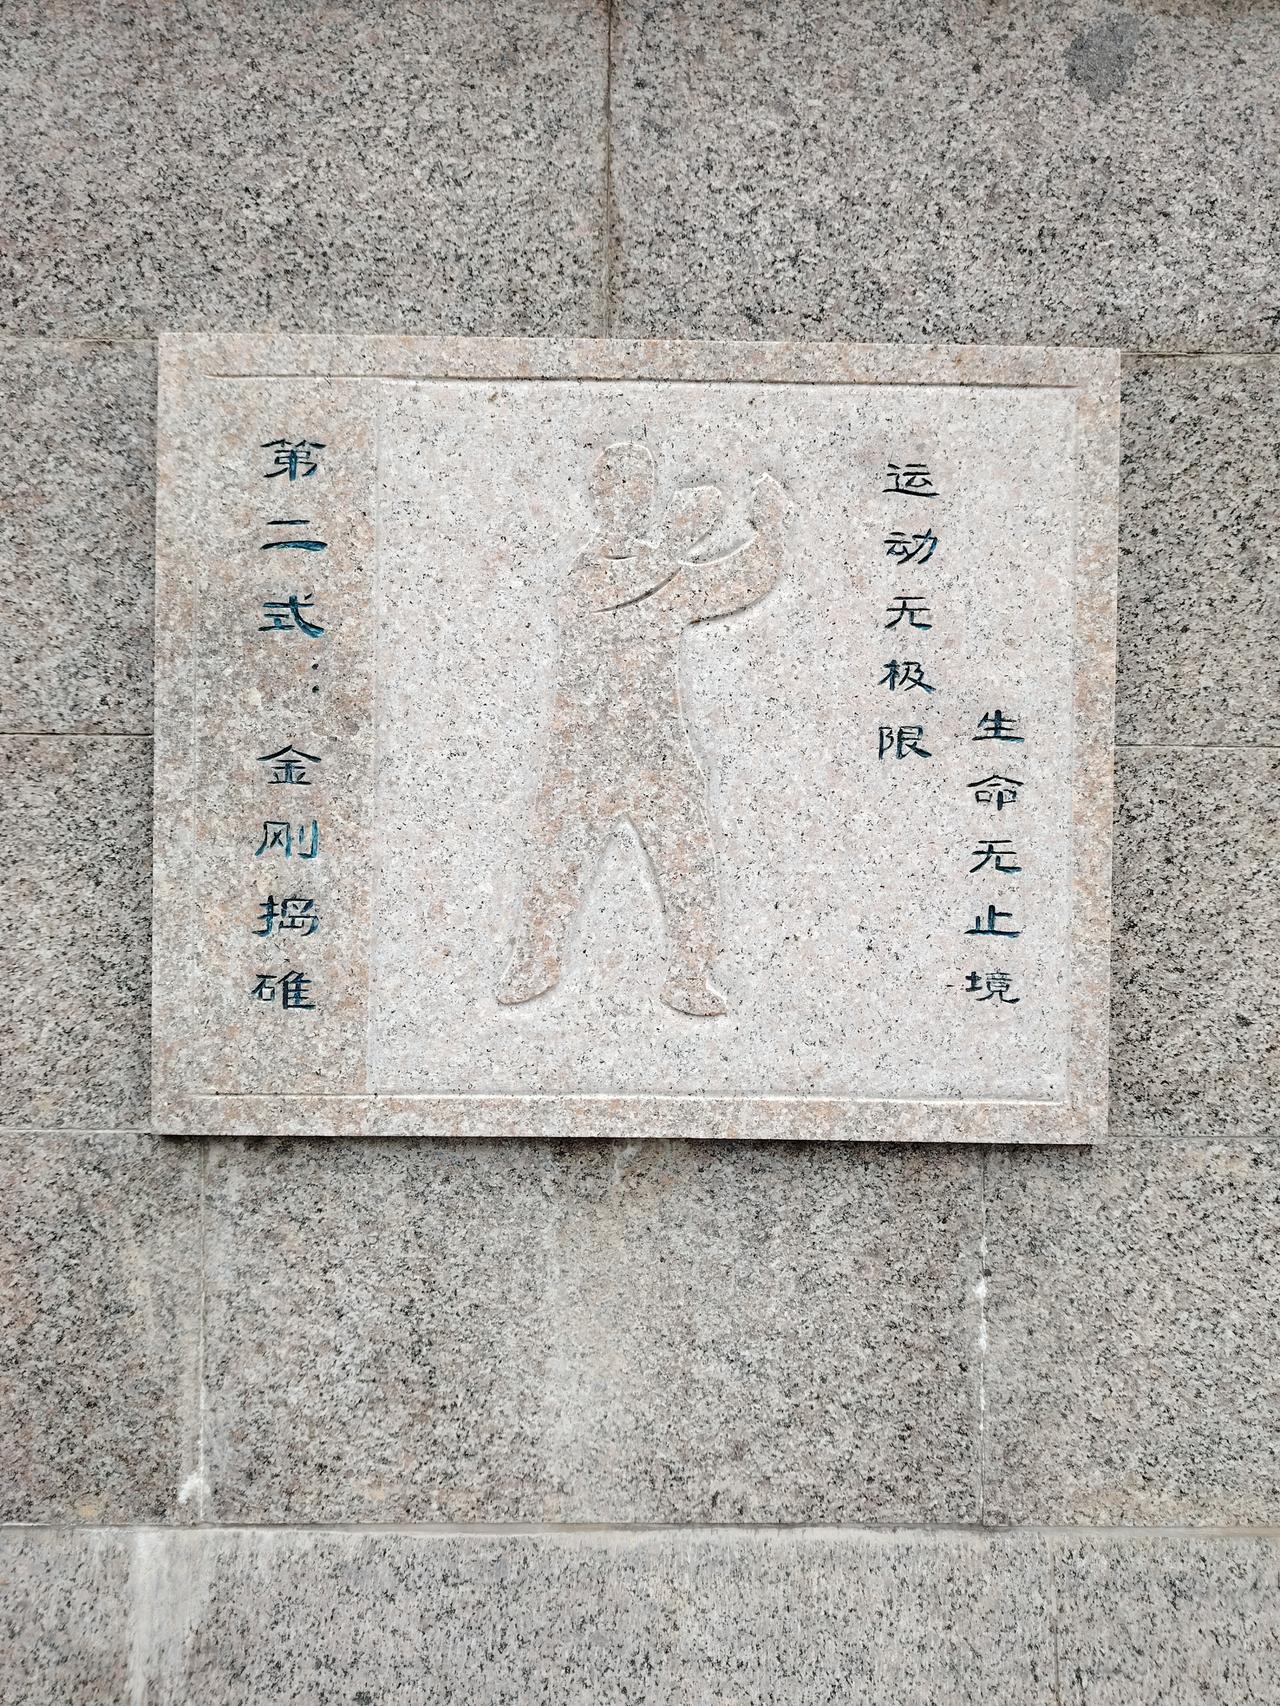 第二式：金刚捣碓
运动无极限
生命无止境